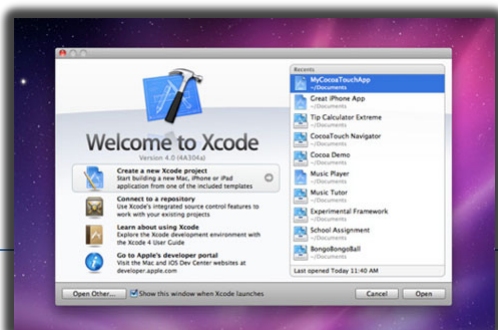 Welcome to Xcode
Version 4.0 (4A304a)
Create a new Xcode project
Start building a new Mac, iPhone or iPad
application from one of the included templates
Connect to a repository
Use Xcode's integrated source control features to
work with your existing projects
Learn about using Xcode
Explore the Xcode development environment with
the Xcode 4 User Guide
Go to Apple's developer portal
Visit the Mac and iOS Dev Center websites at
developer.apple.com
Recents
MyCocoaTouchApp
~/Documents
Great iPhone App
~/Documents
Tip Calculator Extreme
~/Documents
CocoaTouch Navigator
~/Documents
Cocoa Demo
~/Documents
Music Player
~/Documents
Music Tutor
~/Documents
Experimental Framework
~/Documents
School Assignment
~/Documents
BongoBongoBall
~/Documents
Last opened Today 11:40 AM
Open Other...
Show this window when Xcode launches
Cancel
Open